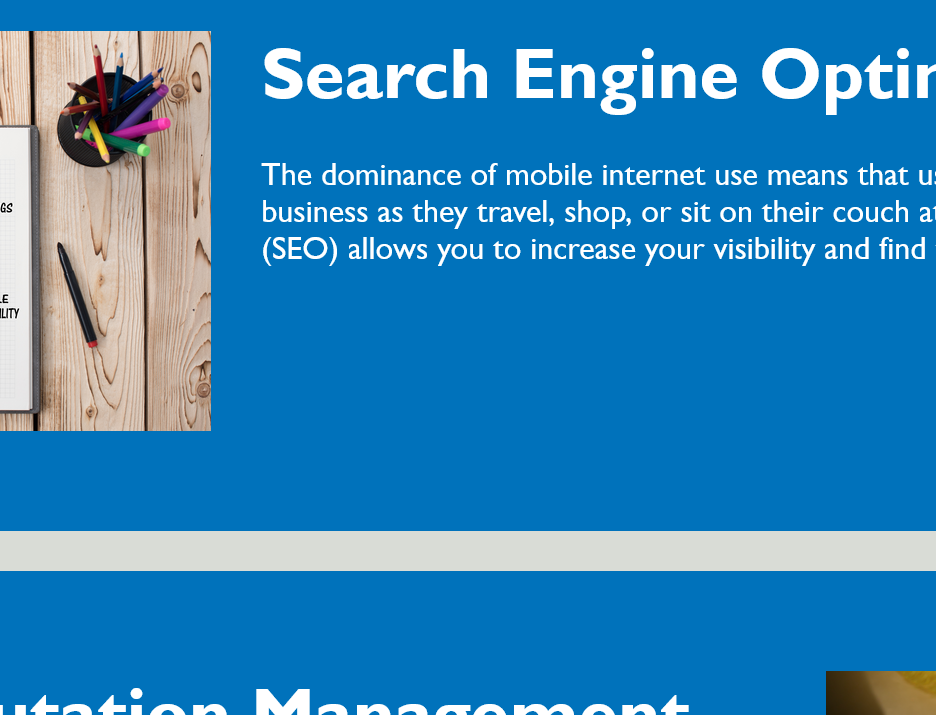 Search Engine Optim
The dominance of mobile internet use means that us
business as they travel, shop, or sit on their couch at
(SEO) allows you to increase your visibility and find
GS
LE
ILITY
utation Management